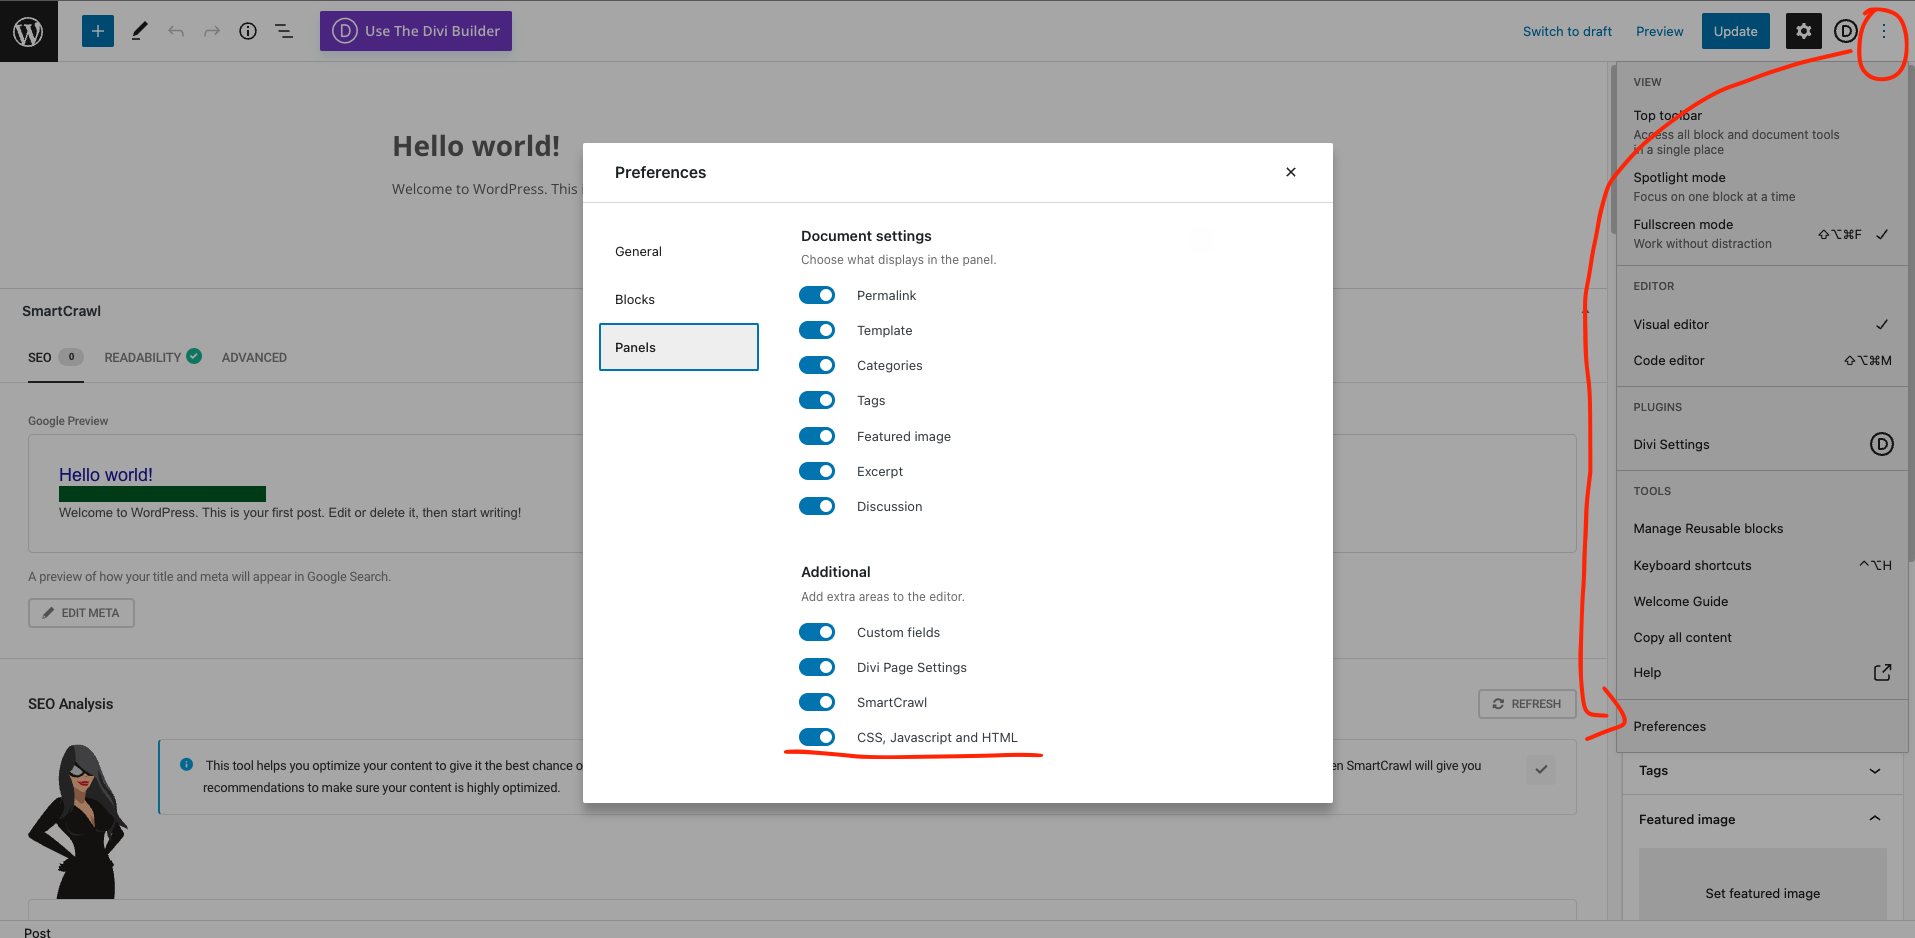 Use The Divi Builder
Switch to draft
Preview
Update
Hello world!
Welcome to WordPress. This i
SmartCrawl
SEO 0
READABILITY
ADVANCED
Google Preview
Hello world!
Welcome to WordPress. This is your first post. Edit or delete it, then start writing!
A preview of how your title and meta will appear in Google Search.
EDIT META
SEO Analysis
REFRESH
This tool helps you optimize your content to give it the best chance o
en SmartCrawl will give you
recommendations to make sure your content is highly optimized.
Post
Preferences
General
Blocks
Panels
Document settings
Choose what displays in the panel.
Permalink
Template
Categories
Tags
Featured image
Excerpt
Discussion
Additional
Add extra areas to the editor.
Custom fields
Divi Page Settings
SmartCrawl
CSS, Javascript and HTML
VIEW
Top toolbar
Access all block and document tools
in a single place
Spotlight mode
Focus on one block at a time
Fullscreen mode
Work without distraction
⇧⌥⌘F
EDITOR
Visual editor
Code editor
⇧⌥⌘M
PLUGINS
Divi Settings
D
TOOLS
Manage Reusable blocks
Keyboard shortcuts
⌃⌥H
Welcome Guide
Copy all content
Help
Preferences
Tags
Featured image
Set featured image